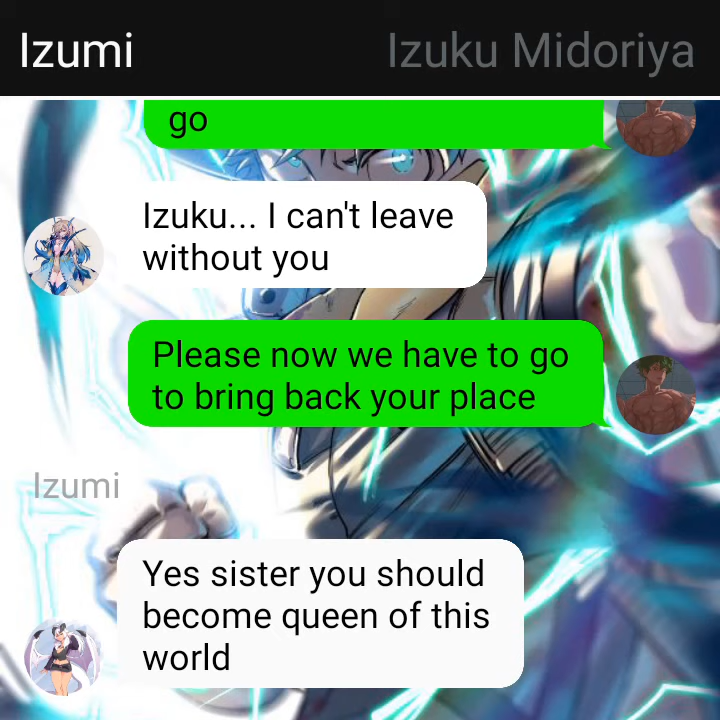 Izumi
Izuku Midoriya
go
Izuku... I can't leave
without you
Please now we have to go
to bring back your place
Izumi
Yes sister you should
become queen of this
world